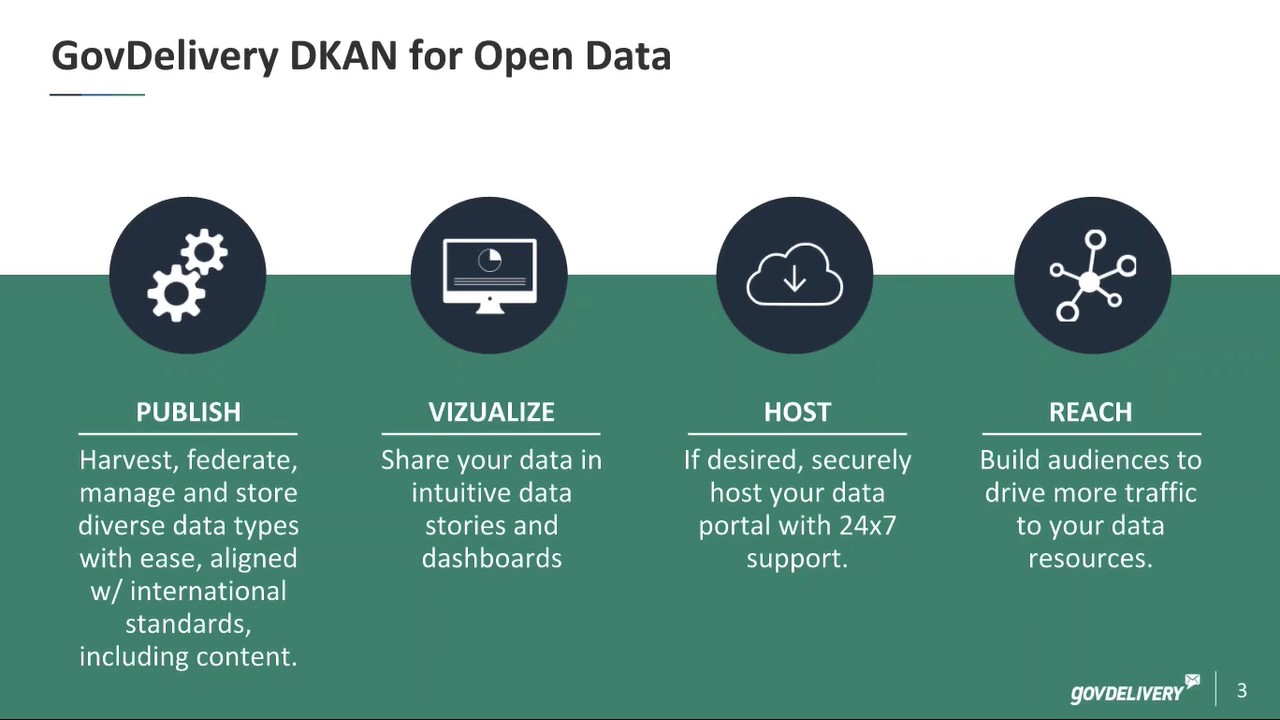 GovDelivery DKAN for Open Data
PUBLISH
Harvest, federate,
manage and store
diverse data types
with ease, aligned
w/ international
standards,
including content.
VIZUALIZE
Share your data in
intuitive data
stories and
dashboards
HOST
If desired, securely
host your data
portal with 24x7
support.
REACH
Build audiences to
drive more traffic
to your data
resources.
GOVDELIVERY
3